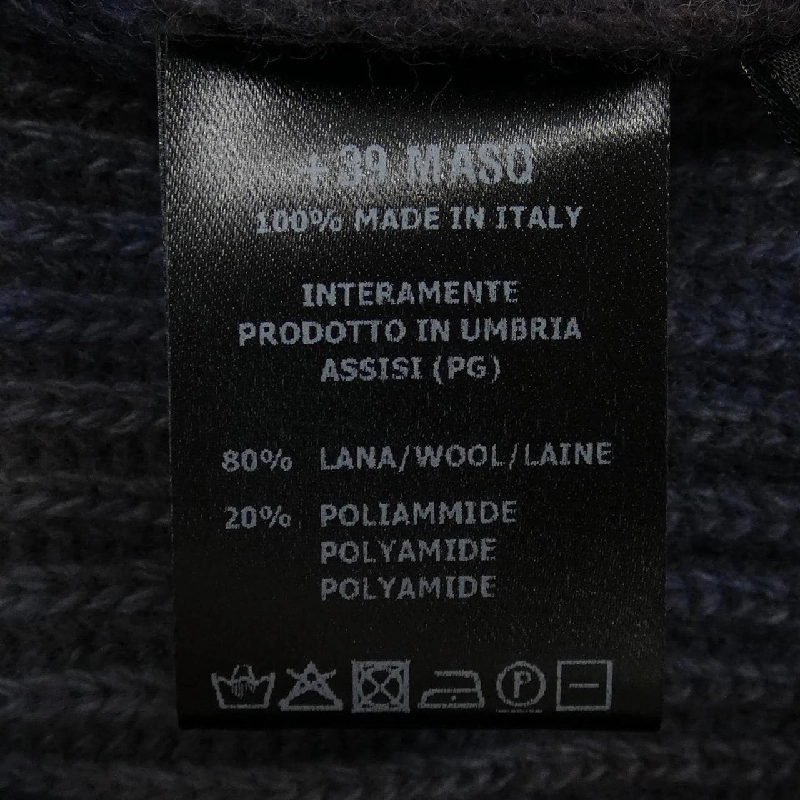 +39 MASQ
100% MADE IN ITALY
INTERAMENTE
PRODOTTO IN UMBRIA
ASSISI (PG)
80% LANA/WOOL/LAINE
20% POLIAMMIDE
POLYAMIDE
POLYAMIDE
P